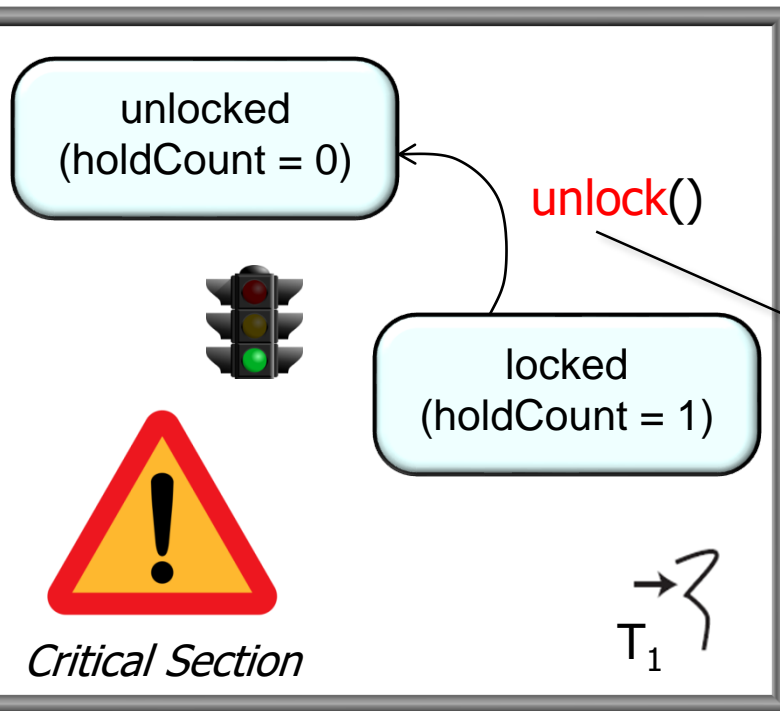 unlocked
(holdCount = 0)
unlock()
locked
(holdCount = 1)
Critical Section
T₁